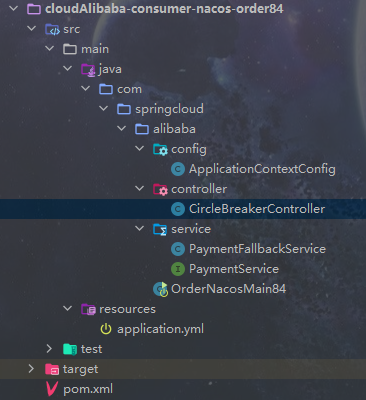 cloudAlibaba-consumer-nacos-order84
src
main
java
com
springcloud
alibaba
config
ApplicationContextConfig
controller
CircleBreakerController
service
PaymentFallbackService
PaymentService
OrderNacosMain84
resources
application.yml
test
target
pom.xml